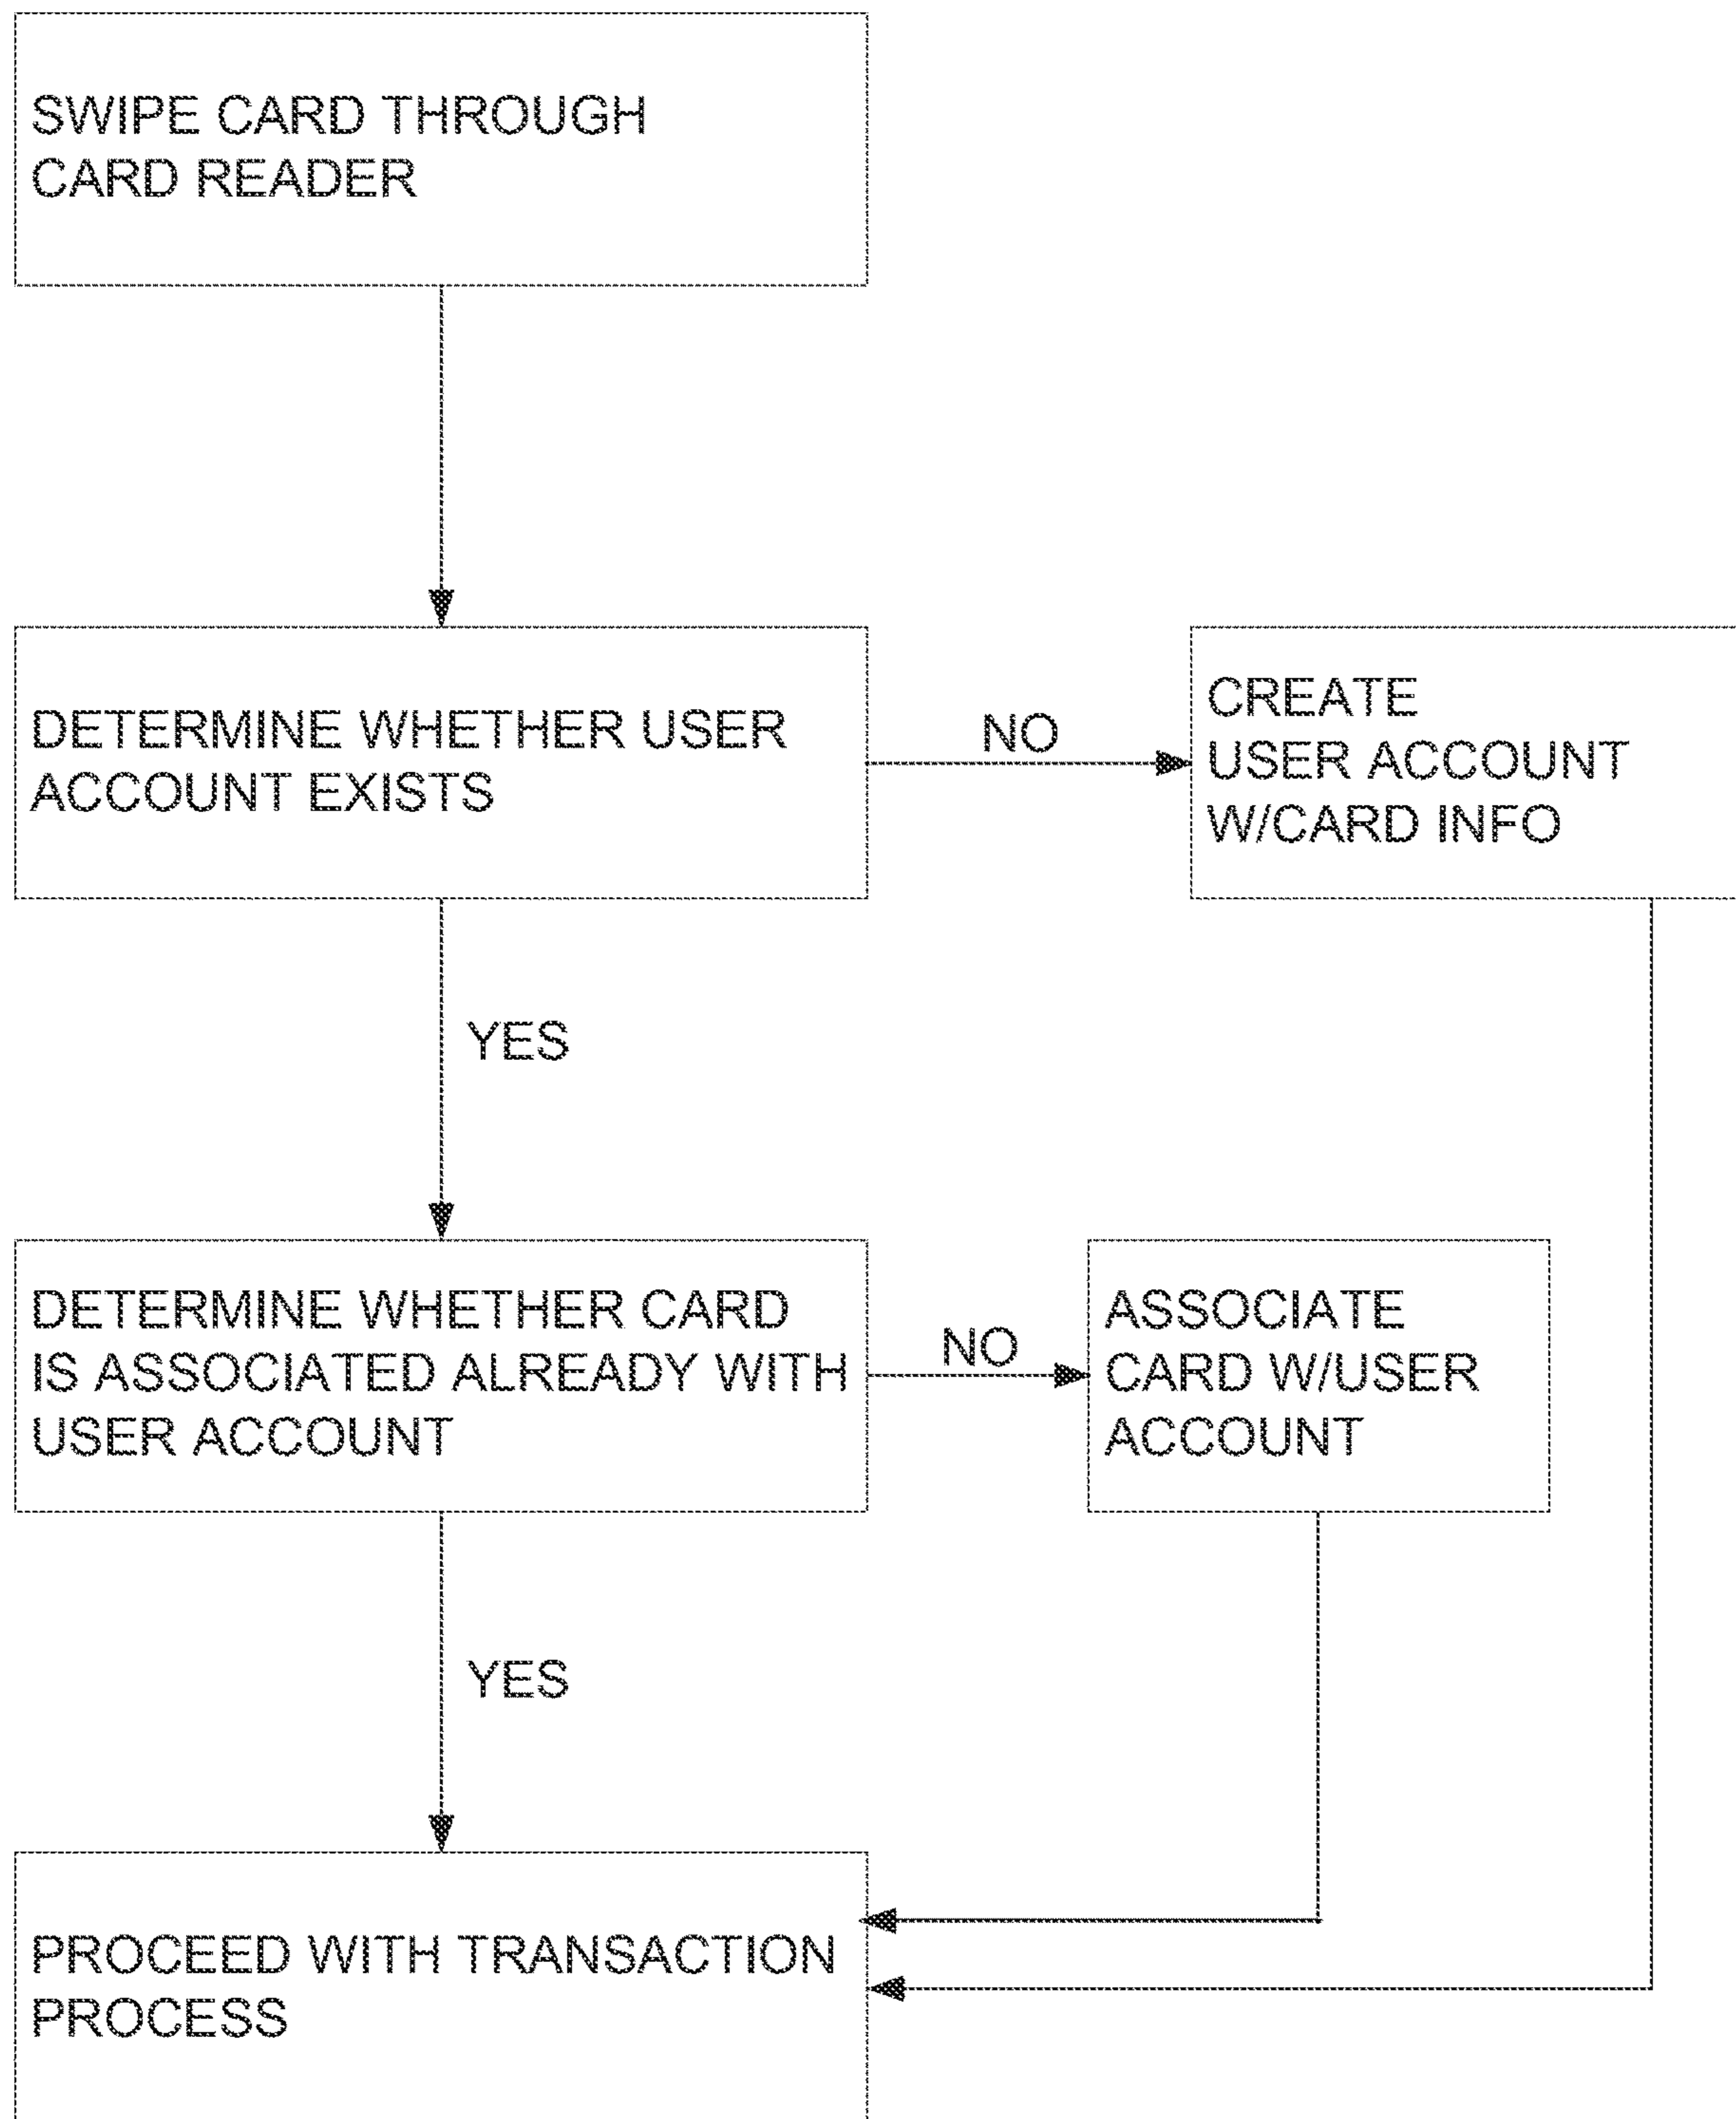 SWIPE CARD THROUGH
CARD READER
DETERMINE WHETHER USER
ACCOUNT EXISTS
NO
CREATE
USER ACCOUNT
W/CARD INFO
YES
DETERMINE WHETHER CARD
IS ASSOCIATED ALREADY WITH
USER ACCOUNT
NO
ASSOCIATE
CARD W/USER
ACCOUNT
YES
PROCEED WITH TRANSACTION
PROCESS